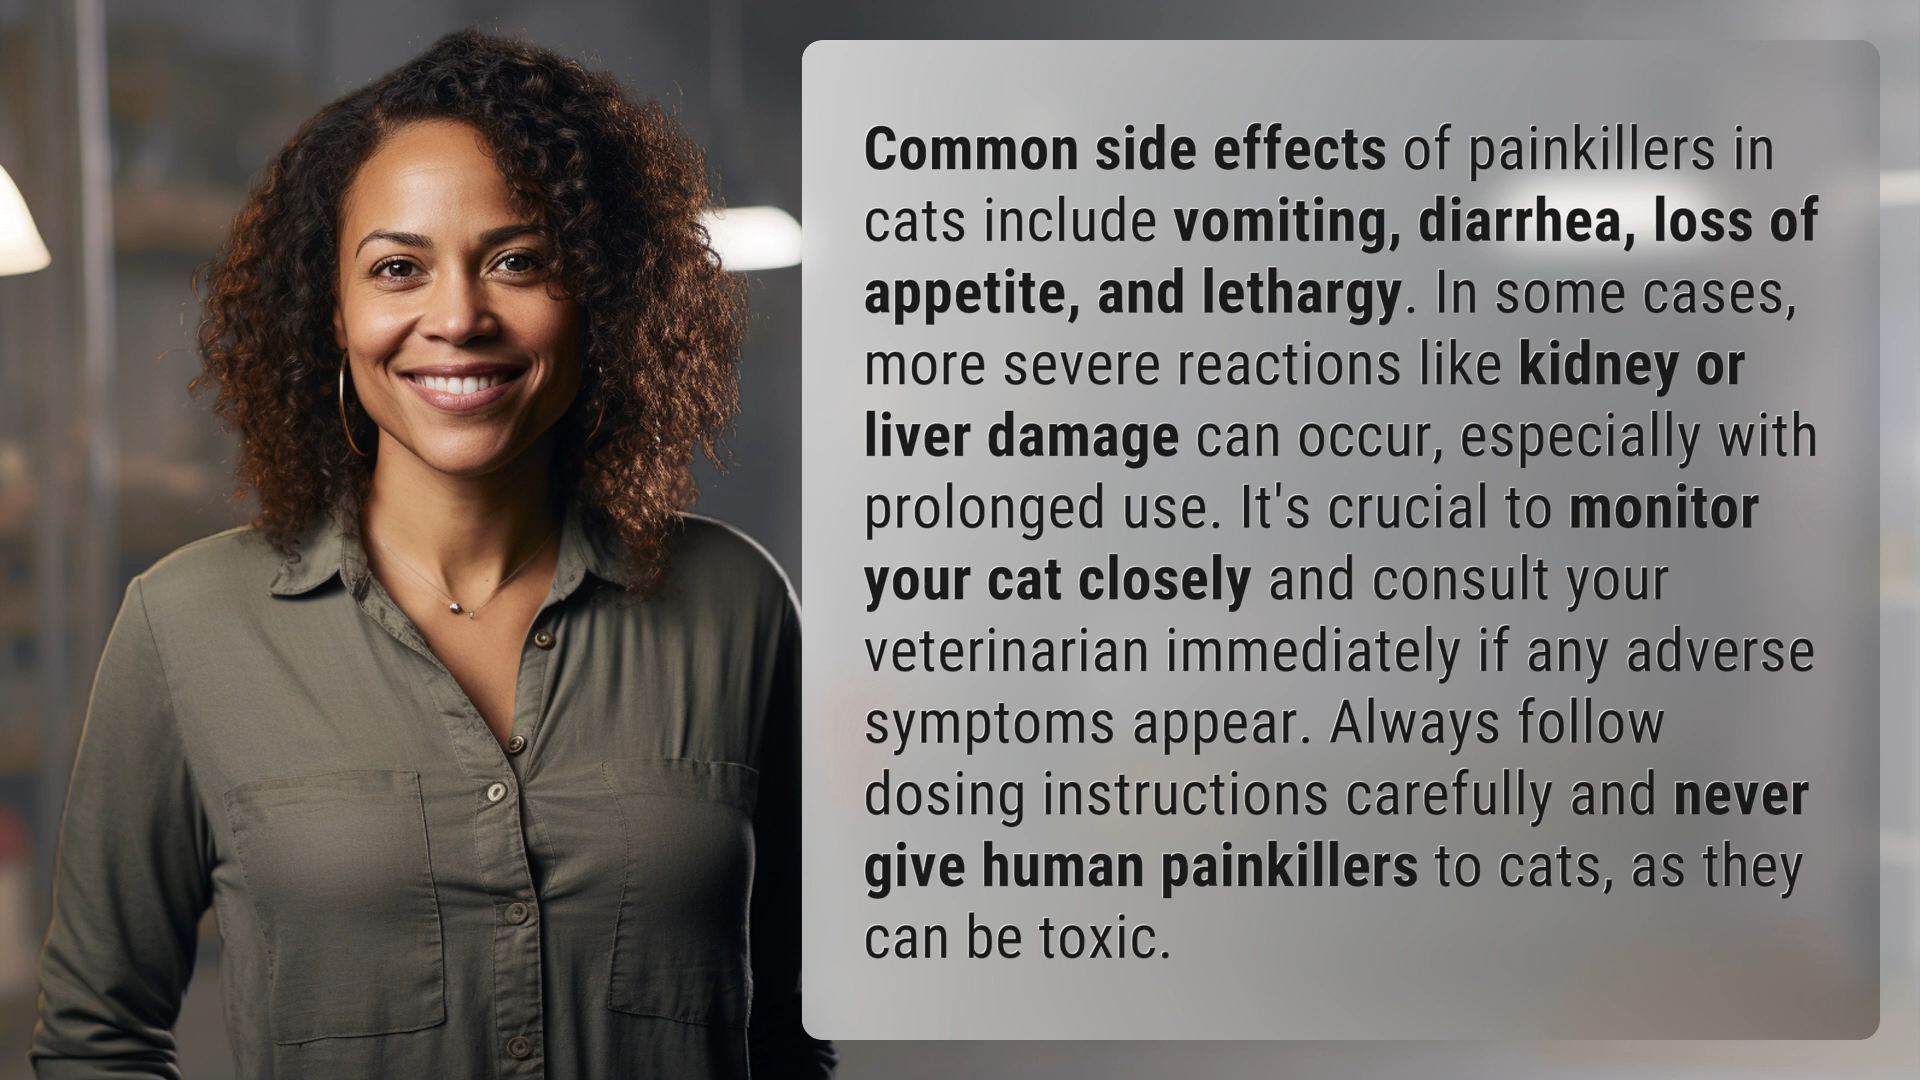 Common side effects of painkillers in
cats include vomiting, diarrhea, loss of
appetite, and lethargy. In some cases,
more severe reactions like kidney or
liver damage can occur, especially with
prolonged use. It's crucial to monitor
your cat closely and consult your
veterinarian immediately if any adverse
symptoms appear. Always follow
dosing instructions carefully and never
give human painkillers to cats, as they
can be toxic.